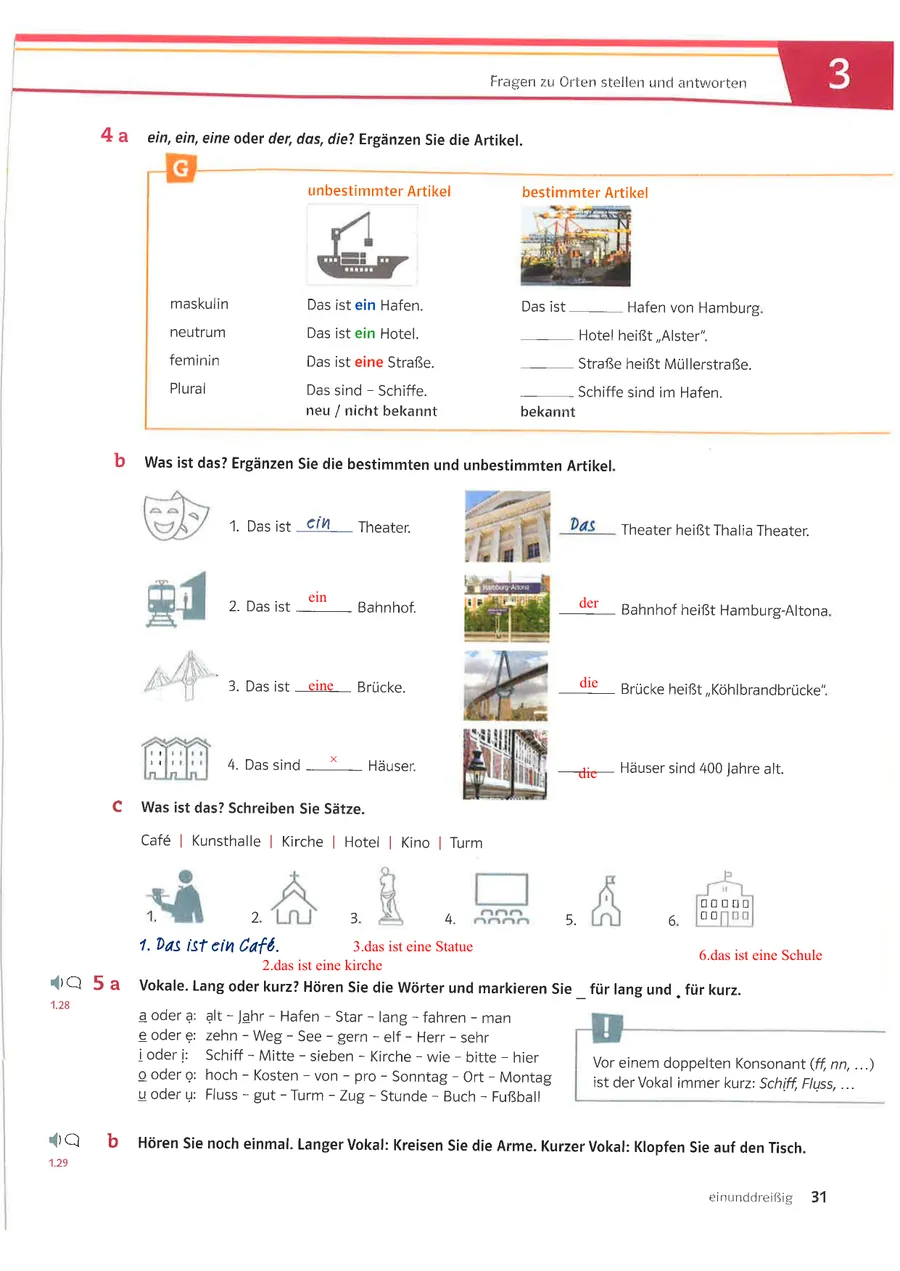 Fragen zu Orten stellen und antworten
3
4 a ein, ein, eine oder der, das, die? Ergänzen Sie die Artikel.
G
unbestimmter Artikel bestimmter Artikel
maskulin Das ist ein Hafen. Das ist ______ Hafen von Hamburg.
neutrum Das ist ein Hotel. ______ Hotel heißt „Alster“.
feminin Das ist eine Straße. ______ Straße heißt Müllerstraße.
Plural Das sind – Schiffe. ______ Schiffe sind im Hafen.
neu / nicht bekannt bekannt
b Was ist das? Ergänzen Sie die bestimmten und unbestimmten Artikel.
1. Das ist ein Theater. Das Theater heißt Thalia Theater.
Hamburg-Altona
2. Das ist ein Bahnhof. der Bahnhof heißt Hamburg-Altona.
3. Das ist eine Brücke. die Brücke heißt „Köhlbrandbrücke“.
4. Das sind x Häuser. die Häuser sind 400 Jahre alt.
c Was ist das? Schreiben Sie Sätze.
Café | Kunsthalle | Kirche | Hotel | Kino | Turm
1. 2. 3. 4. 5. 6.
H
1. Das ist ein Café. 3.das ist eine Statue
6.das ist eine Schule
2.das ist eine kirche
5 a Vokale. Lang oder kurz? Hören Sie die Wörter und markieren Sie _ für lang und . für kurz.
1.28
a oder ạ: ạlt – Jahr – Hafen – Star – lang – fahren – man
e oder ẹ: zehn – Weg – See – gern – elf – Herr – sehr
i oder ị: Schiff – Mitte – sieben – Kirche – wie – bitte – hier
o oder ọ: hoch – Kosten – von – pro – Sonntag – Ort – Montag
u oder ụ: Fluss – gut – Turm – Zug – Stunde – Buch – Fußball
!
Vor einem doppelten Konsonant (ff, nn, …)
ist der Vokal immer kurz: Schịff, Flụss, …
b Hören Sie noch einmal. Langer Vokal: Kreisen Sie die Arme. Kurzer Vokal: Klopfen Sie auf den Tisch.
1.29
einunddreißig 31